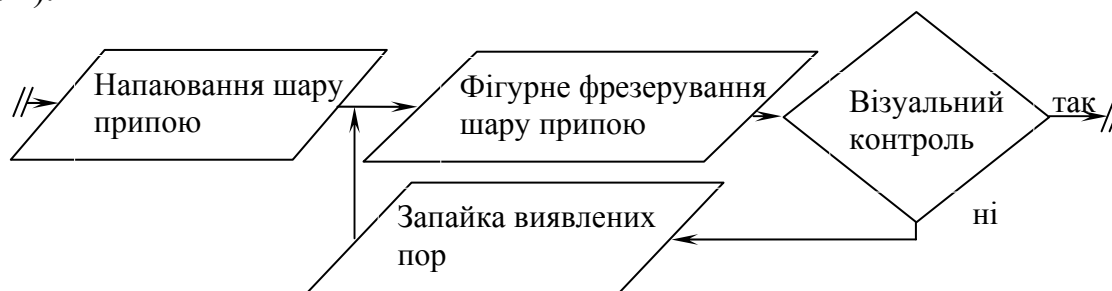 Напаювання шару
припою
Фігурне фрезерування
шару припою
Візуальний
контроль
так
ні
Запайка виявлених
пор